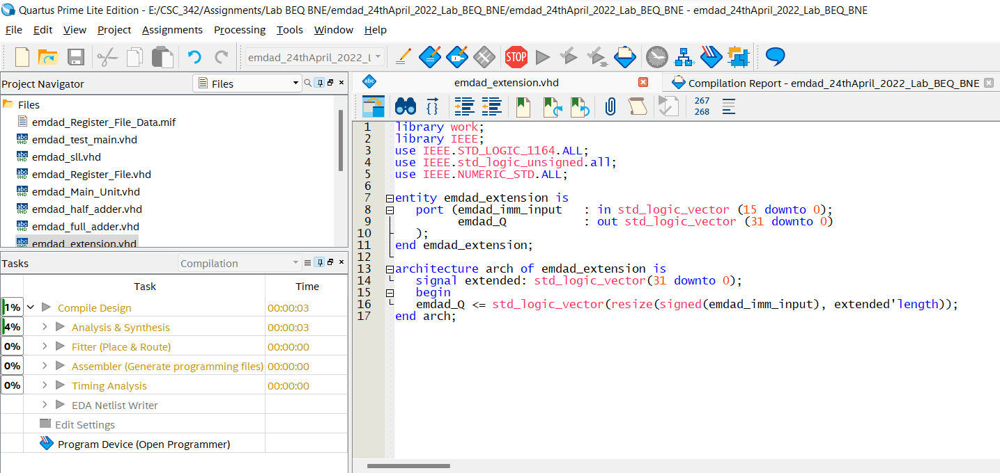 Quartus Prime Lite Edition - E:/CSC_342/Assignments/Lab BEQ BNE/emdad_24thApril_2022_Lab_BEQ_BNE/emdad_24thApril_2022_Lab_BEQ_BNE - emdad_24thApril_2022_Lab_BEQ_BNE
File Edit View Project Assignments Processing Tools Window Help
emdad_24thApril_2022_L
STOP
Project Navigator
Files
Files
emdad_Register_File_Data.mif
emdad_test_main.vhd
emdad_sll.vhd
emdad_Register_File.vhd
emdad_Main_Unit.vhd
emdad_half_adder.vhd
emdad_full_adder.vhd
emdad_extension.vhd
Tasks
Compilation
Task Time
1% Compile Design 00:00:03
4% Analysis & Synthesis 00:00:03
0% Fitter (Place & Route) 00:00:00
0% Assembler (Generate programming files) 00:00:00
0% Timing Analysis 00:00:00
EDA Netlist Writer
Edit Settings
Program Device (Open Programmer)
emdad_extension.vhd
Compilation Report - emdad_24thApril_2022_Lab_BEQ_BNE
267
268
1 library work;
2 library IEEE;
3 use IEEE.STD_LOGIC_1164.ALL;
4 use IEEE.std_logic_unsigned.all;
5 use IEEE.NUMERIC_STD.ALL;
6
7 entity emdad_extension is
8 port (emdad_imm_input : in std_logic_vector (15 downto 0);
9 emdad_Q : out std_logic_vector (31 downto 0)
10 );
11 end emdad_extension;
12
13 architecture arch of emdad_extension is
14 signal extended: std_logic_vector(31 downto 0);
15 begin
16 emdad_Q <= std_logic_vector(resize(signed(emdad_imm_input), extended'length));
17 end arch;